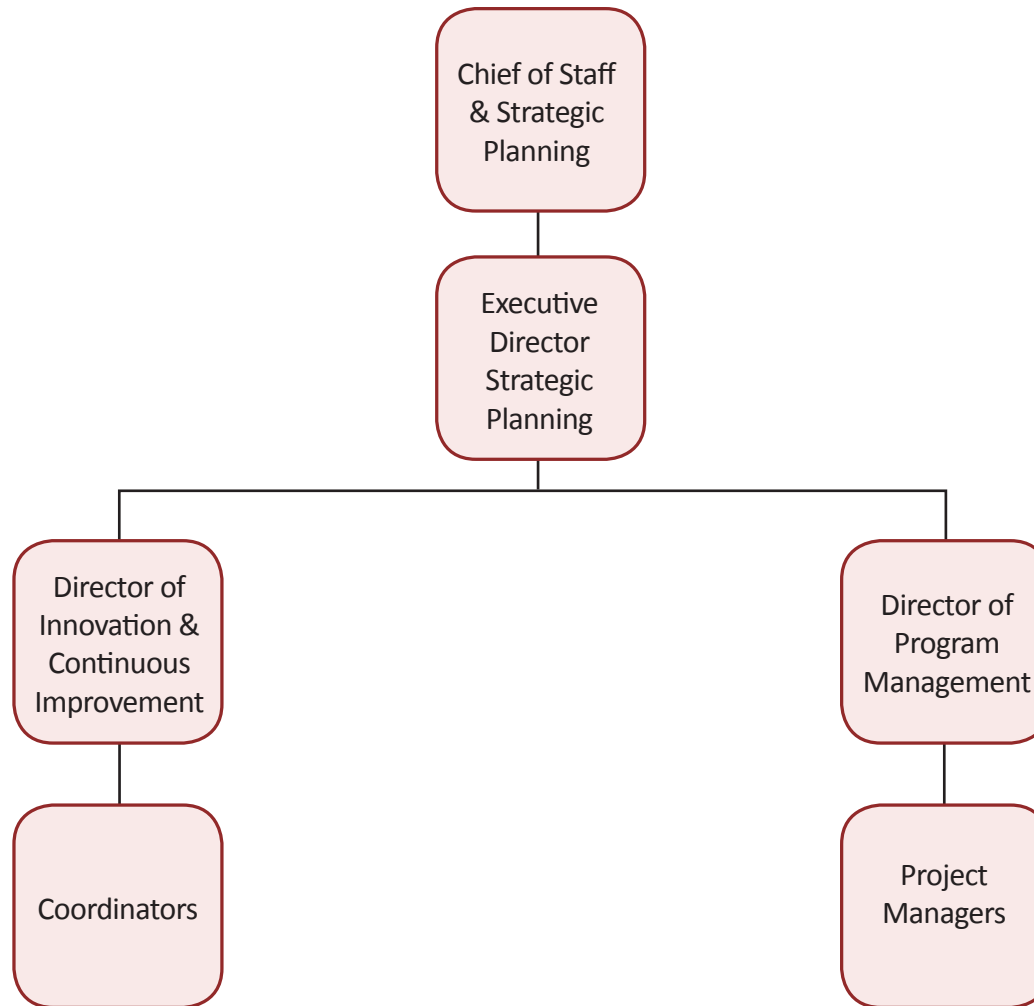 Chief of Staff
& Strategic
Planning
Executive
Director
Strategic
Planning
Director of
Innovation &
Continuous
Improvement
Director of
Program
Management
Coordinators
Project
Managers